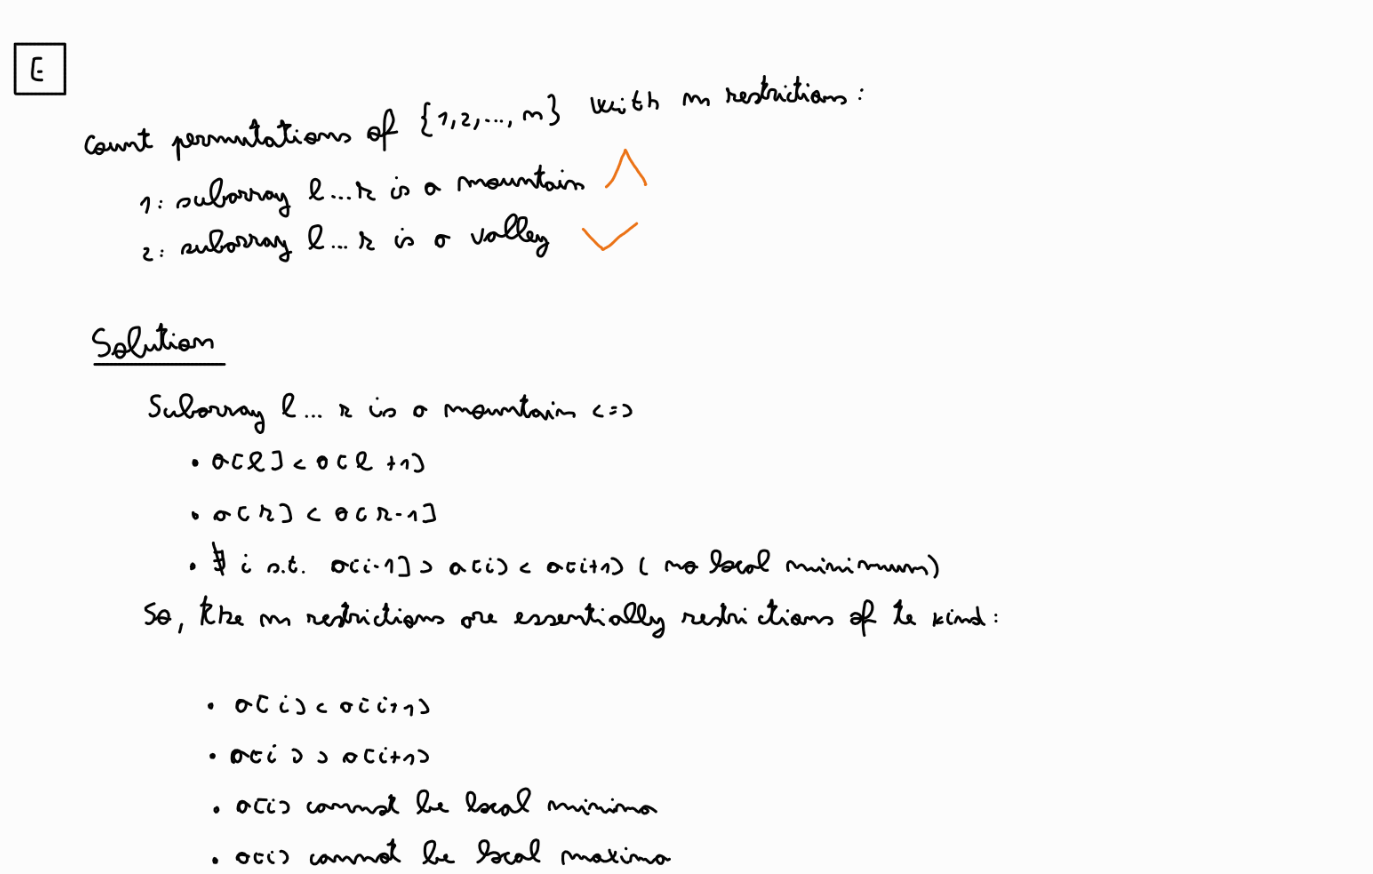 E
Count permutations of {1,2,..., n} with m restrictions:
1: subarray l...r is a mountain
2: subarray l...r is a valley
Solution
Subarray l...r is a mountain <=>
• a[l] < a[l+1]
• a[r] < a[r-1]
• ∄ i s.t. a[i-1] > a[i] < a[i+1] (no local minimum)
So, the m restrictions are essentially restrictions of te kind:
• a[i] < a[i+1]
• a[i] > a[i+1]
• a[i] cannot be local minima
• a[i] cannot be local maxima